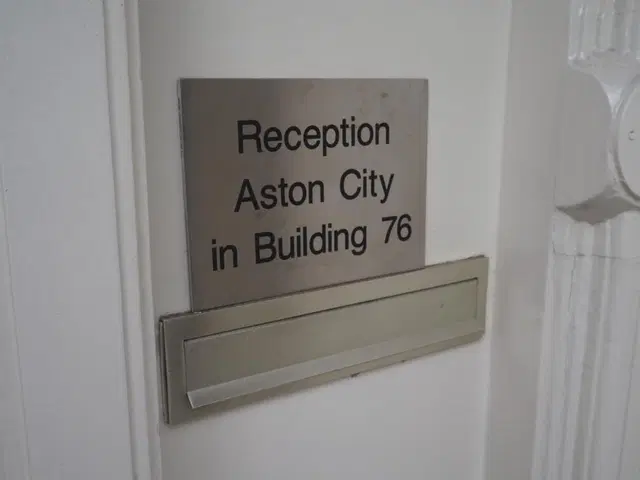 Reception
Aston City
in Building 76